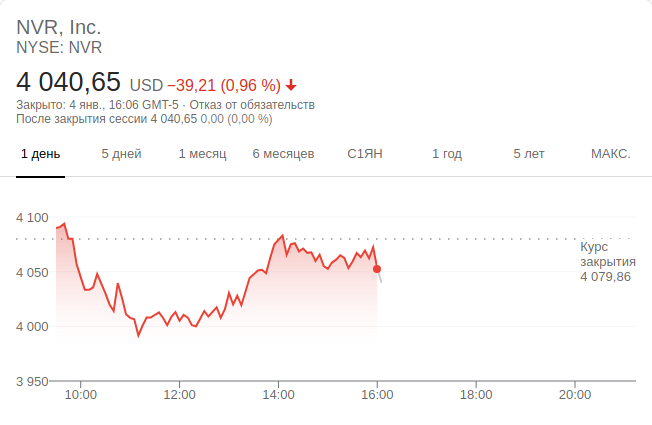 NVR, Inc.
NYSE: NVR
4 040,65 USD −39,21 (0,96 %)
Закрыто: 4 янв., 16:06 GMT-5 · Отказ от обязательств
После закрытия сессии 4 040,65 0,00 (0,00 %)
1 день 5 дней 1 месяц 6 месяцев С1ЯН 1 год 5 лет МАКС.
4 100
Курс
закрытия
4 079,86
4 050
4 000
3 950
10:00 12:00 14:00 16:00 18:00 20:00